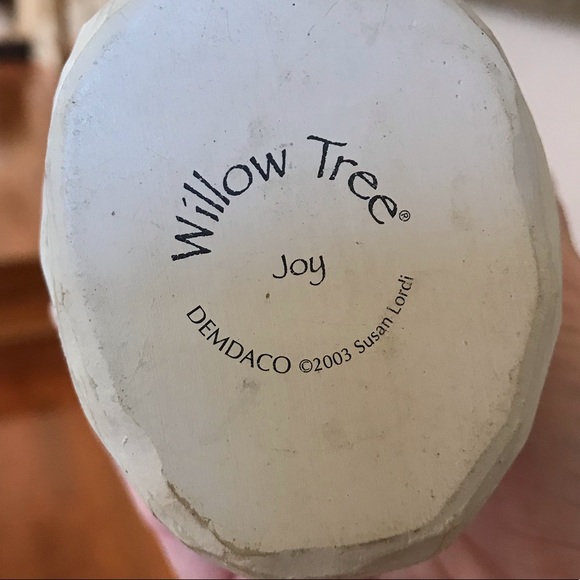 Willow Tree®
Joy
DEMDACO ©2003 Susan Lordi